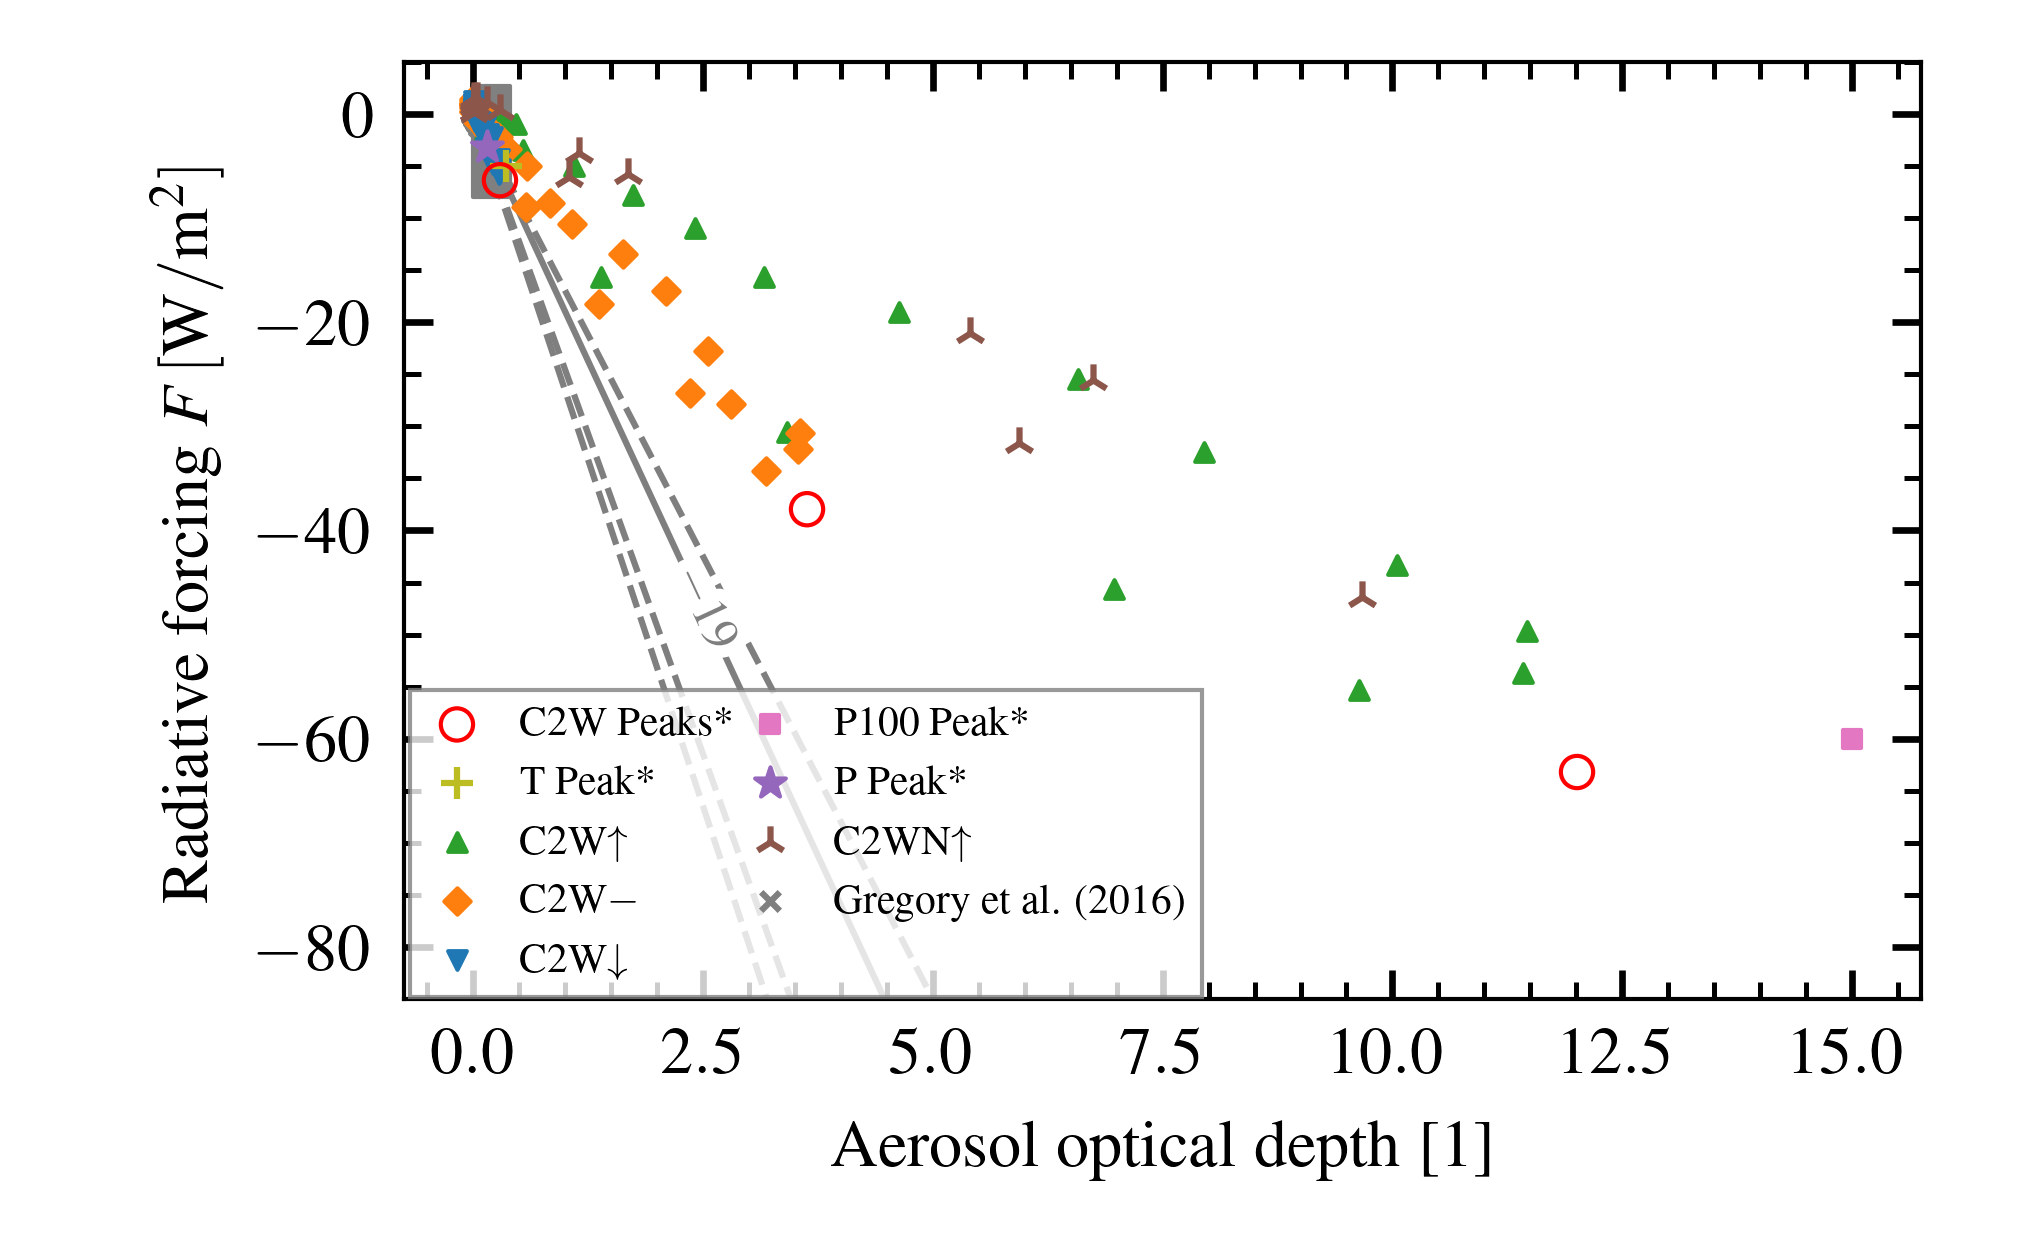 0
−20
−40
−60
−80
Radiative forcing F [W/m²]
−19
C2W Peaks*
T Peak*
C2W↑
C2W−
C2W↓
P100 Peak*
P Peak*
C2WN↑
Gregory et al. (2016)
0.0 2.5 5.0 7.5 10.0 12.5 15.0
Aerosol optical depth [1]